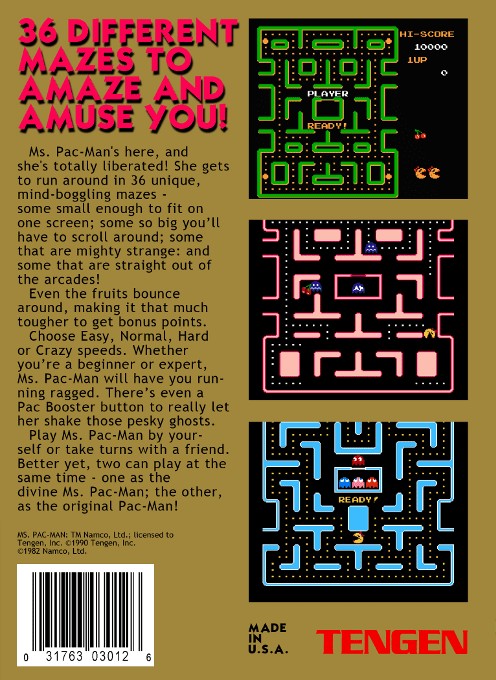 36 DIFFERENT
MAZES TO
AMAZE AND
AMUSE YOU!
Ms. Pac-Man's here, and
she's totally liberated! She gets
to run around in 36 unique,
mind-boggling mazes -
some small enough to fit on
one screen; some so big you'll
have to scroll around; some
that are mighty strange: and
some that are straight out of
the arcades!
Even the fruits bounce
around, making it that much
tougher to get bonus points.
Choose Easy, Normal, Hard
or Crazy speeds. Whether
you're a beginner or expert,
Ms. Pac-Man will have you run-
ning ragged. There's even a
Pac Booster button to really let
her shake those pesky ghosts.
Play Ms. Pac-Man by your-
self or take turns with a friend.
Better yet, two can play at the
same time - one as the
divine Ms. Pac-Man; the other,
as the original Pac-Man!
MS. PAC-MAN: TM Namco, Ltd.; licensed to
Tengen, Inc. ©1990 Tengen, Inc.
©1982 Namco, Ltd.
0 31763 03012 6
HI-SCORE
10000
1UP
0
PLAYER
READY!
READY!
MADE
IN
U.S.A.
TENGEN